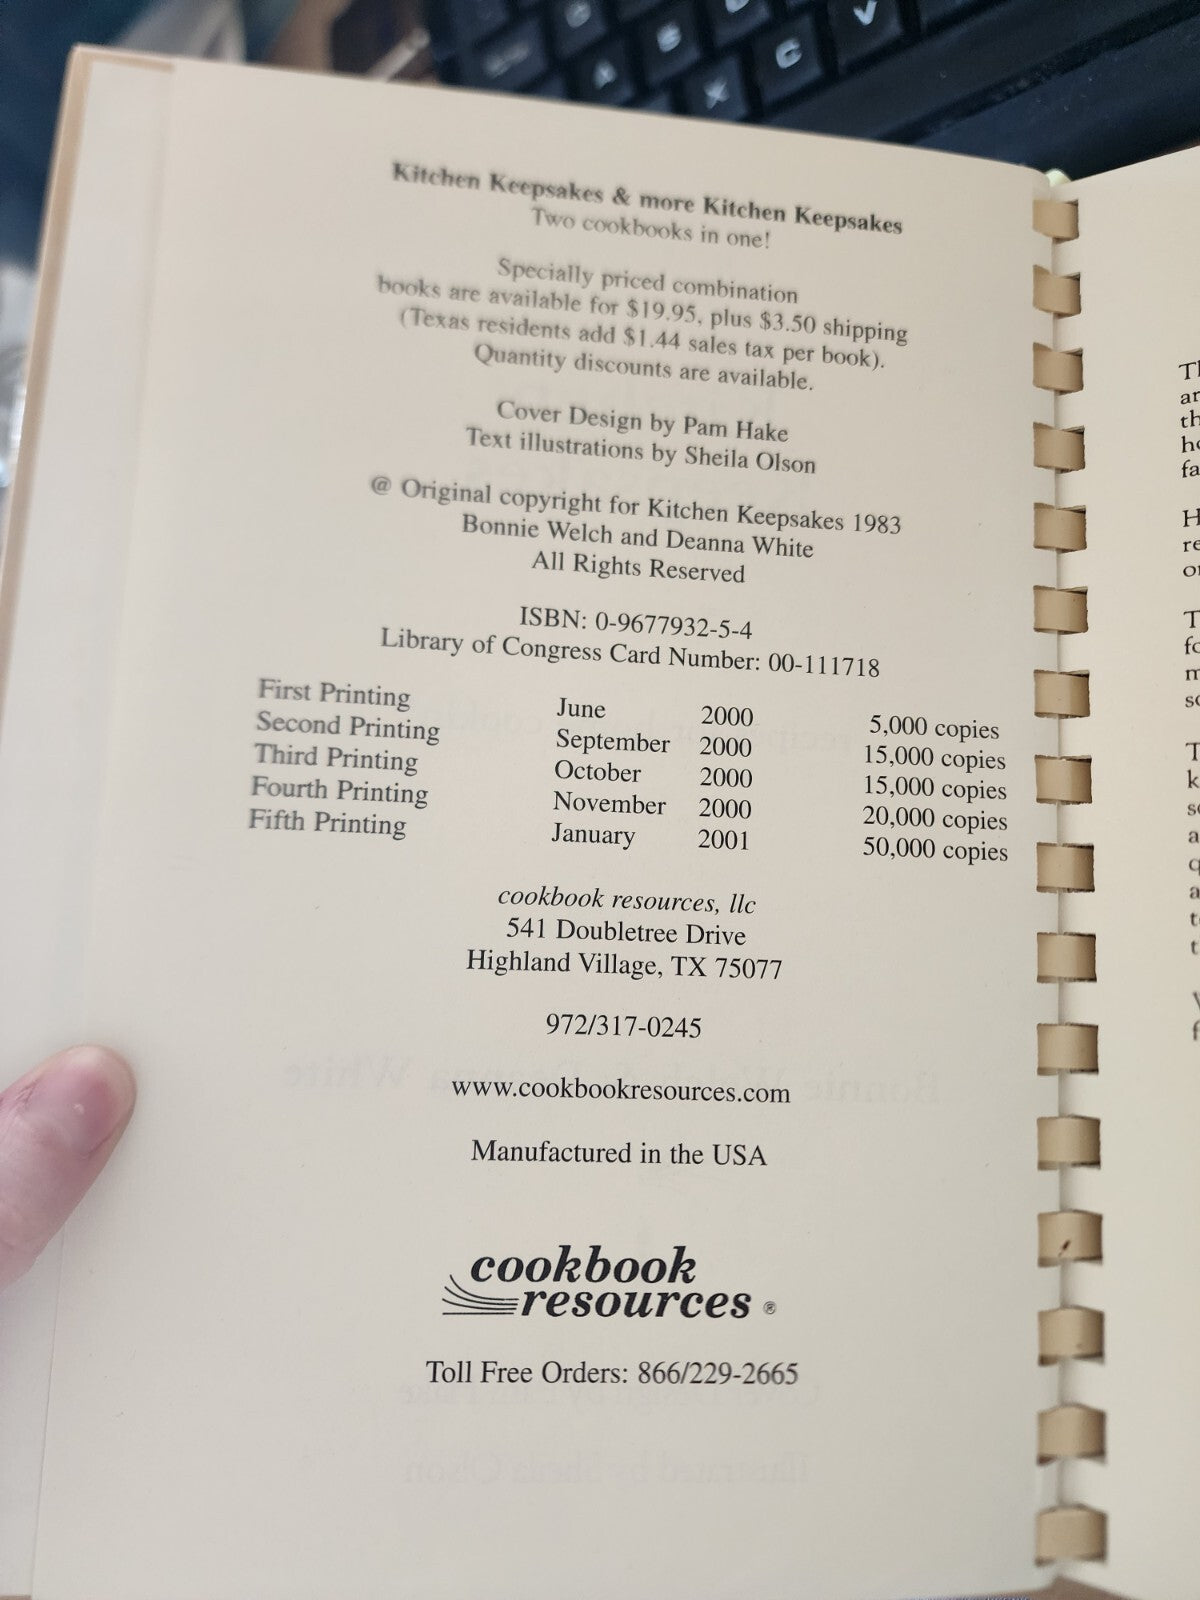 Kitchen Keepsakes & more Kitchen Keepsakes
Two cookbooks in one!
Specially priced combination
books are available for $19.95, plus $3.50 shipping
(Texas residents add $1.44 sales tax per book).
Quantity discounts are available.
Cover Design by Pam Hake
Text illustrations by Sheila Olson
@ Original copyright for Kitchen Keepsakes 1983
Bonnie Welch and Deanna White
All Rights Reserved
ISBN: 0-9677932-5-4
Library of Congress Card Number: 00-111718
First Printing June 2000 5,000 copies
Second Printing September 2000 15,000 copies
Third Printing October 2000 15,000 copies
Fourth Printing November 2000 20,000 copies
Fifth Printing January 2001 50,000 copies
cookbook resources, llc
541 Doubletree Drive
Highland Village, TX 75077
972/317-0245
www.cookbookresources.com
Manufactured in the USA
cookbook
resources ®
Toll Free Orders: 866/229-2665